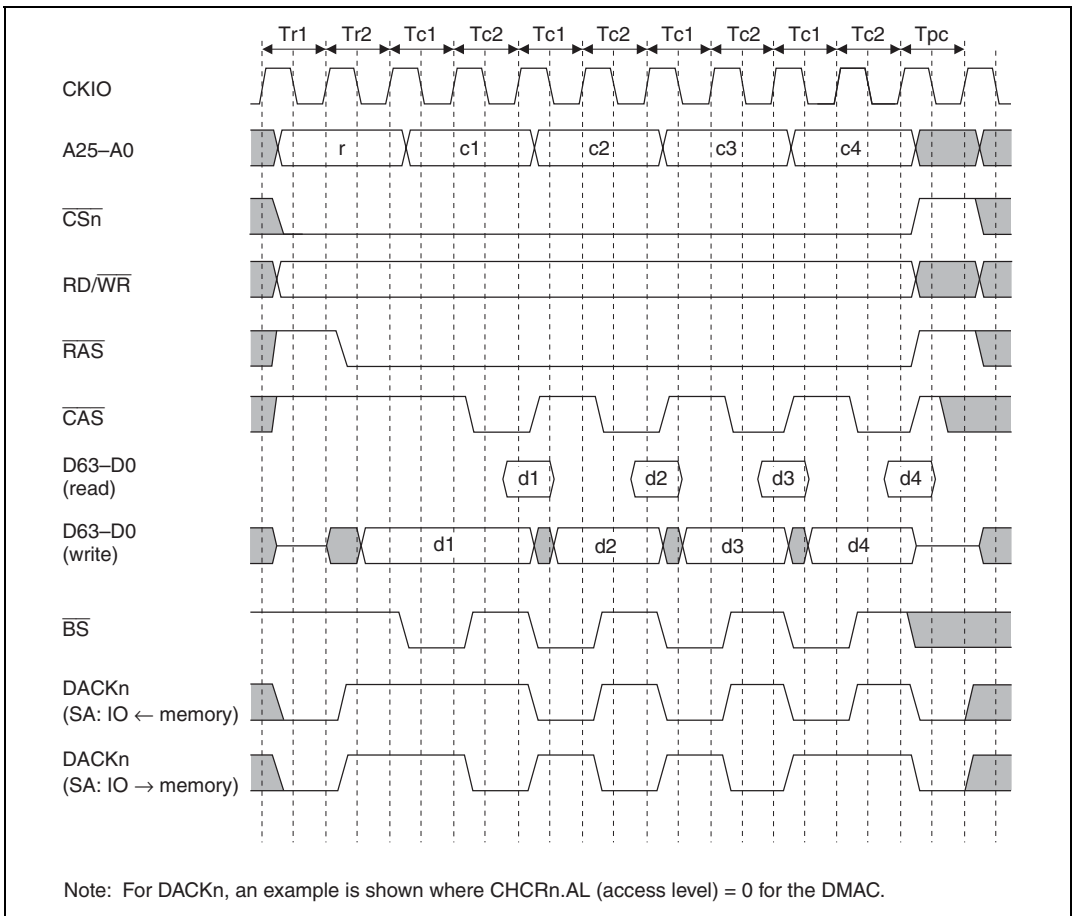 Tr1 Tr2 Tc1 Tc2 Tc1 Tc2 Tc1 Tc2 Tc1 Tc2 Tpc
CKIO
A25–A0 r c1 c2 c3 c4
CSn
RD/WR
RAS
CAS
D63–D0
(read) d1 d2 d3 d4
D63–D0
(write) d1 d2 d3 d4
BS
DACKn
(SA: IO ← memory)
DACKn
(SA: IO → memory)
Note: For DACKn, an example is shown where CHCRn.AL (access level) = 0 for the DMAC.